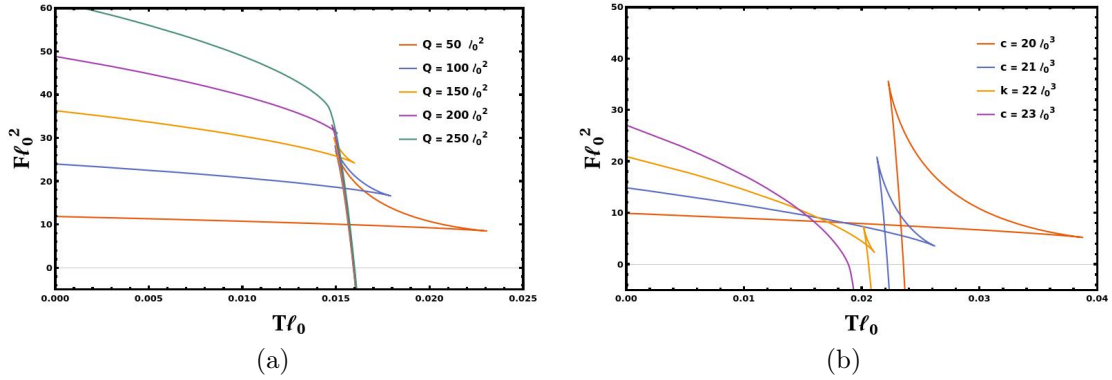 60
50
40
30
20
10
0
Fℓ₀²
0.000 0.005 0.010 0.015 0.020 0.025
Tℓ₀
Q = 50 /₀²
Q = 100 /₀²
Q = 150 /₀²
Q = 200 /₀²
Q = 250 /₀²
(a)
50
40
30
20
10
0
Fℓ₀²
0.00 0.01 0.02 0.03 0.04
Tℓ₀
c = 20 /₀³
c = 21 /₀³
k = 22 /₀³
c = 23 /₀³
(b)